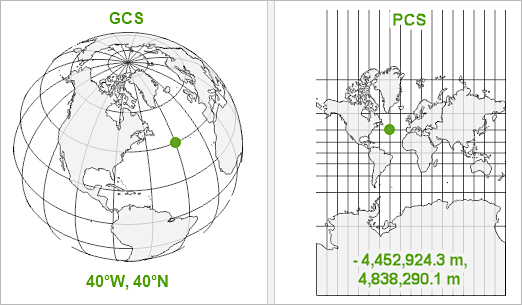 GCS
40°W, 40°N
PCS
- 4,452,924.3 m,
4,838,290.1 m